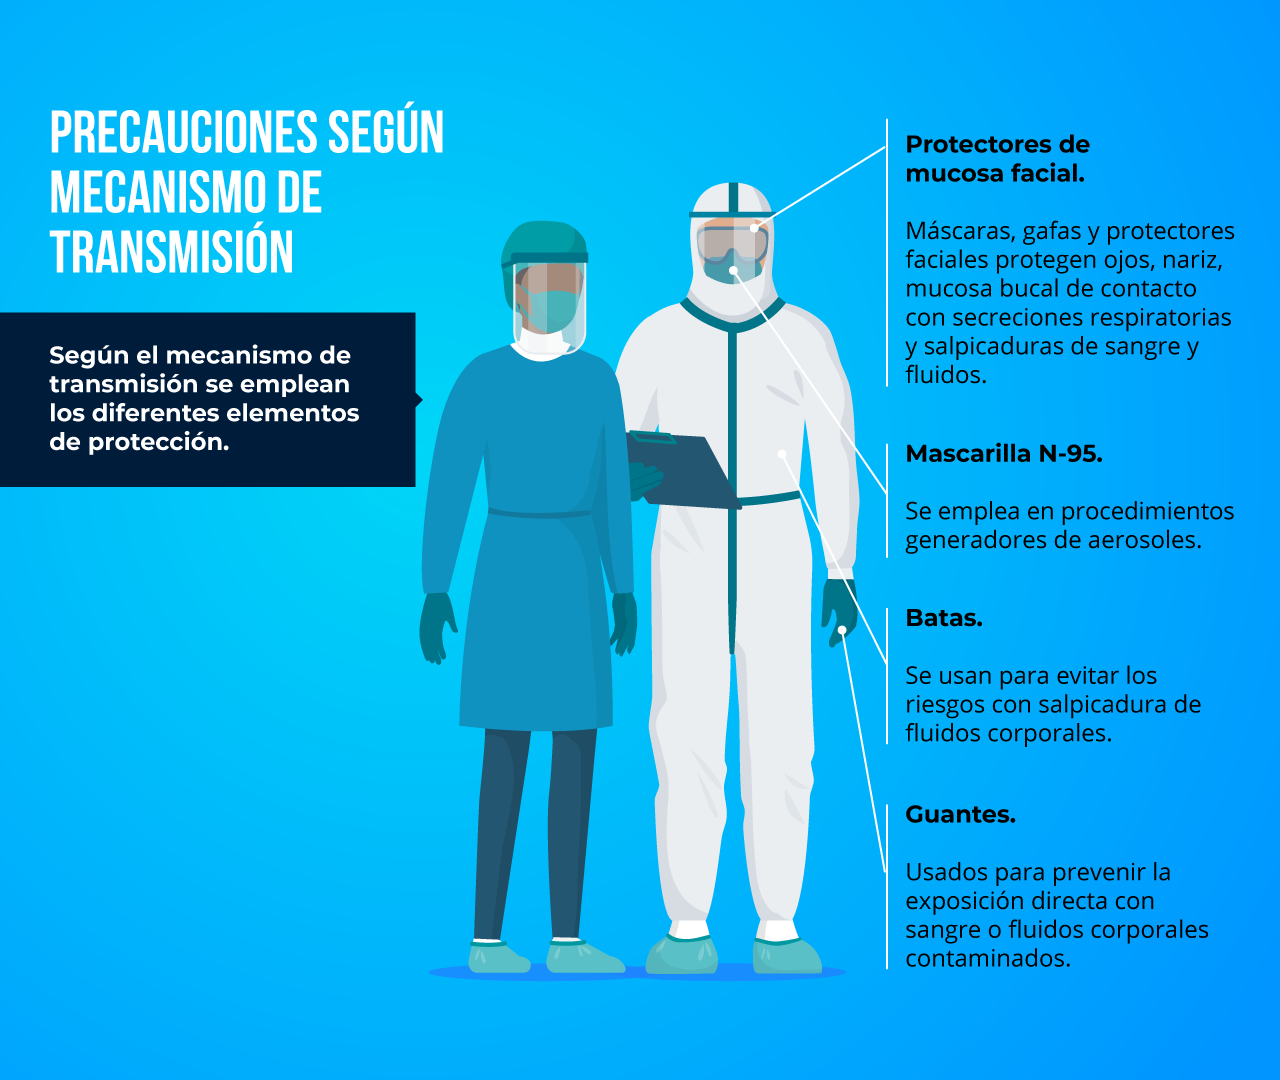 PRECAUCIONES SEGÚN
MECANISMO DE
TRANSMISIÓN
Según el mecanismo de
transmisión se emplean
los diferentes elementos
de protección.
Protectores de
mucosa facial.
Máscaras, gafas y protectores
faciales protegen ojos, nariz,
mucosa bucal de contacto
con secreciones respiratorias
y salpicaduras de sangre y
fluidos.
Mascarilla N-95.
Se emplea en procedimientos
generadores de aerosoles.
Batas.
Se usan para evitar los
riesgos con salpicadura de
fluidos corporales.
Guantes.
Usados para prevenir la
exposición directa con
sangre o fluidos corporales
contaminados.